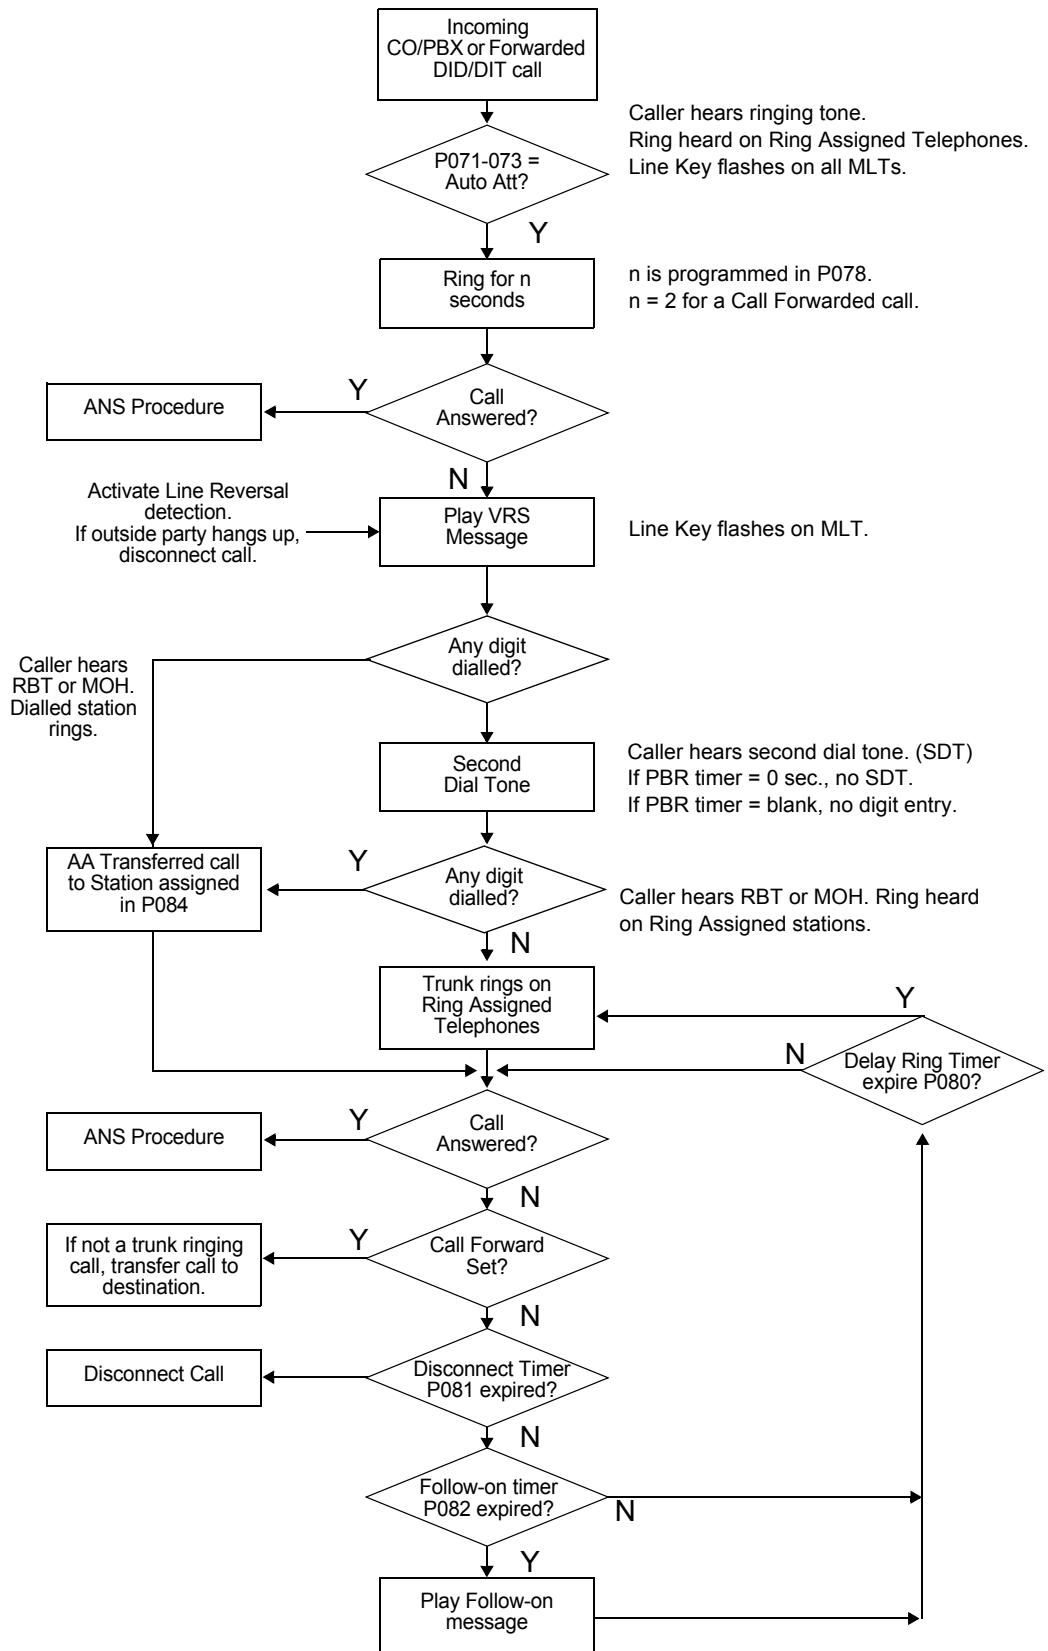 Incoming
CO/PBX or Forwarded
DID/DIT call
Caller hears ringing tone.
Ring heard on Ring Assigned Telephones.
Line Key flashes on all MLTs.
P071-073 =
Auto Att?
Y
Ring for n
seconds
n is programmed in P078.
n = 2 for a Call Forwarded call.
Call
Answered?
Y
ANS Procedure
N
Activate Line Reversal
detection.
If outside party hangs up,
disconnect call.
Play VRS
Message
Line Key flashes on MLT.
Any digit
dialled?
Caller hears
RBT or MOH.
Dialled station
rings.
Second
Dial Tone
Caller hears second dial tone. (SDT)
If PBR timer = 0 sec., no SDT.
If PBR timer = blank, no digit entry.
AA Transferred call
to Station assigned
in P084
Y
Any digit
dialled?
Caller hears RBT or MOH. Ring heard
on Ring Assigned stations.
N
Trunk rings on
Ring Assigned
Telephones
Y
N
Delay Ring Timer
expire P080?
ANS Procedure
Y
Call
Answered?
N
If not a trunk ringing
call, transfer call to
destination.
Y
Call Forward
Set?
N
Disconnect Call
Disconnect Timer
P081 expired?
N
Follow-on timer
P082 expired?
N
Y
Play Follow-on
message